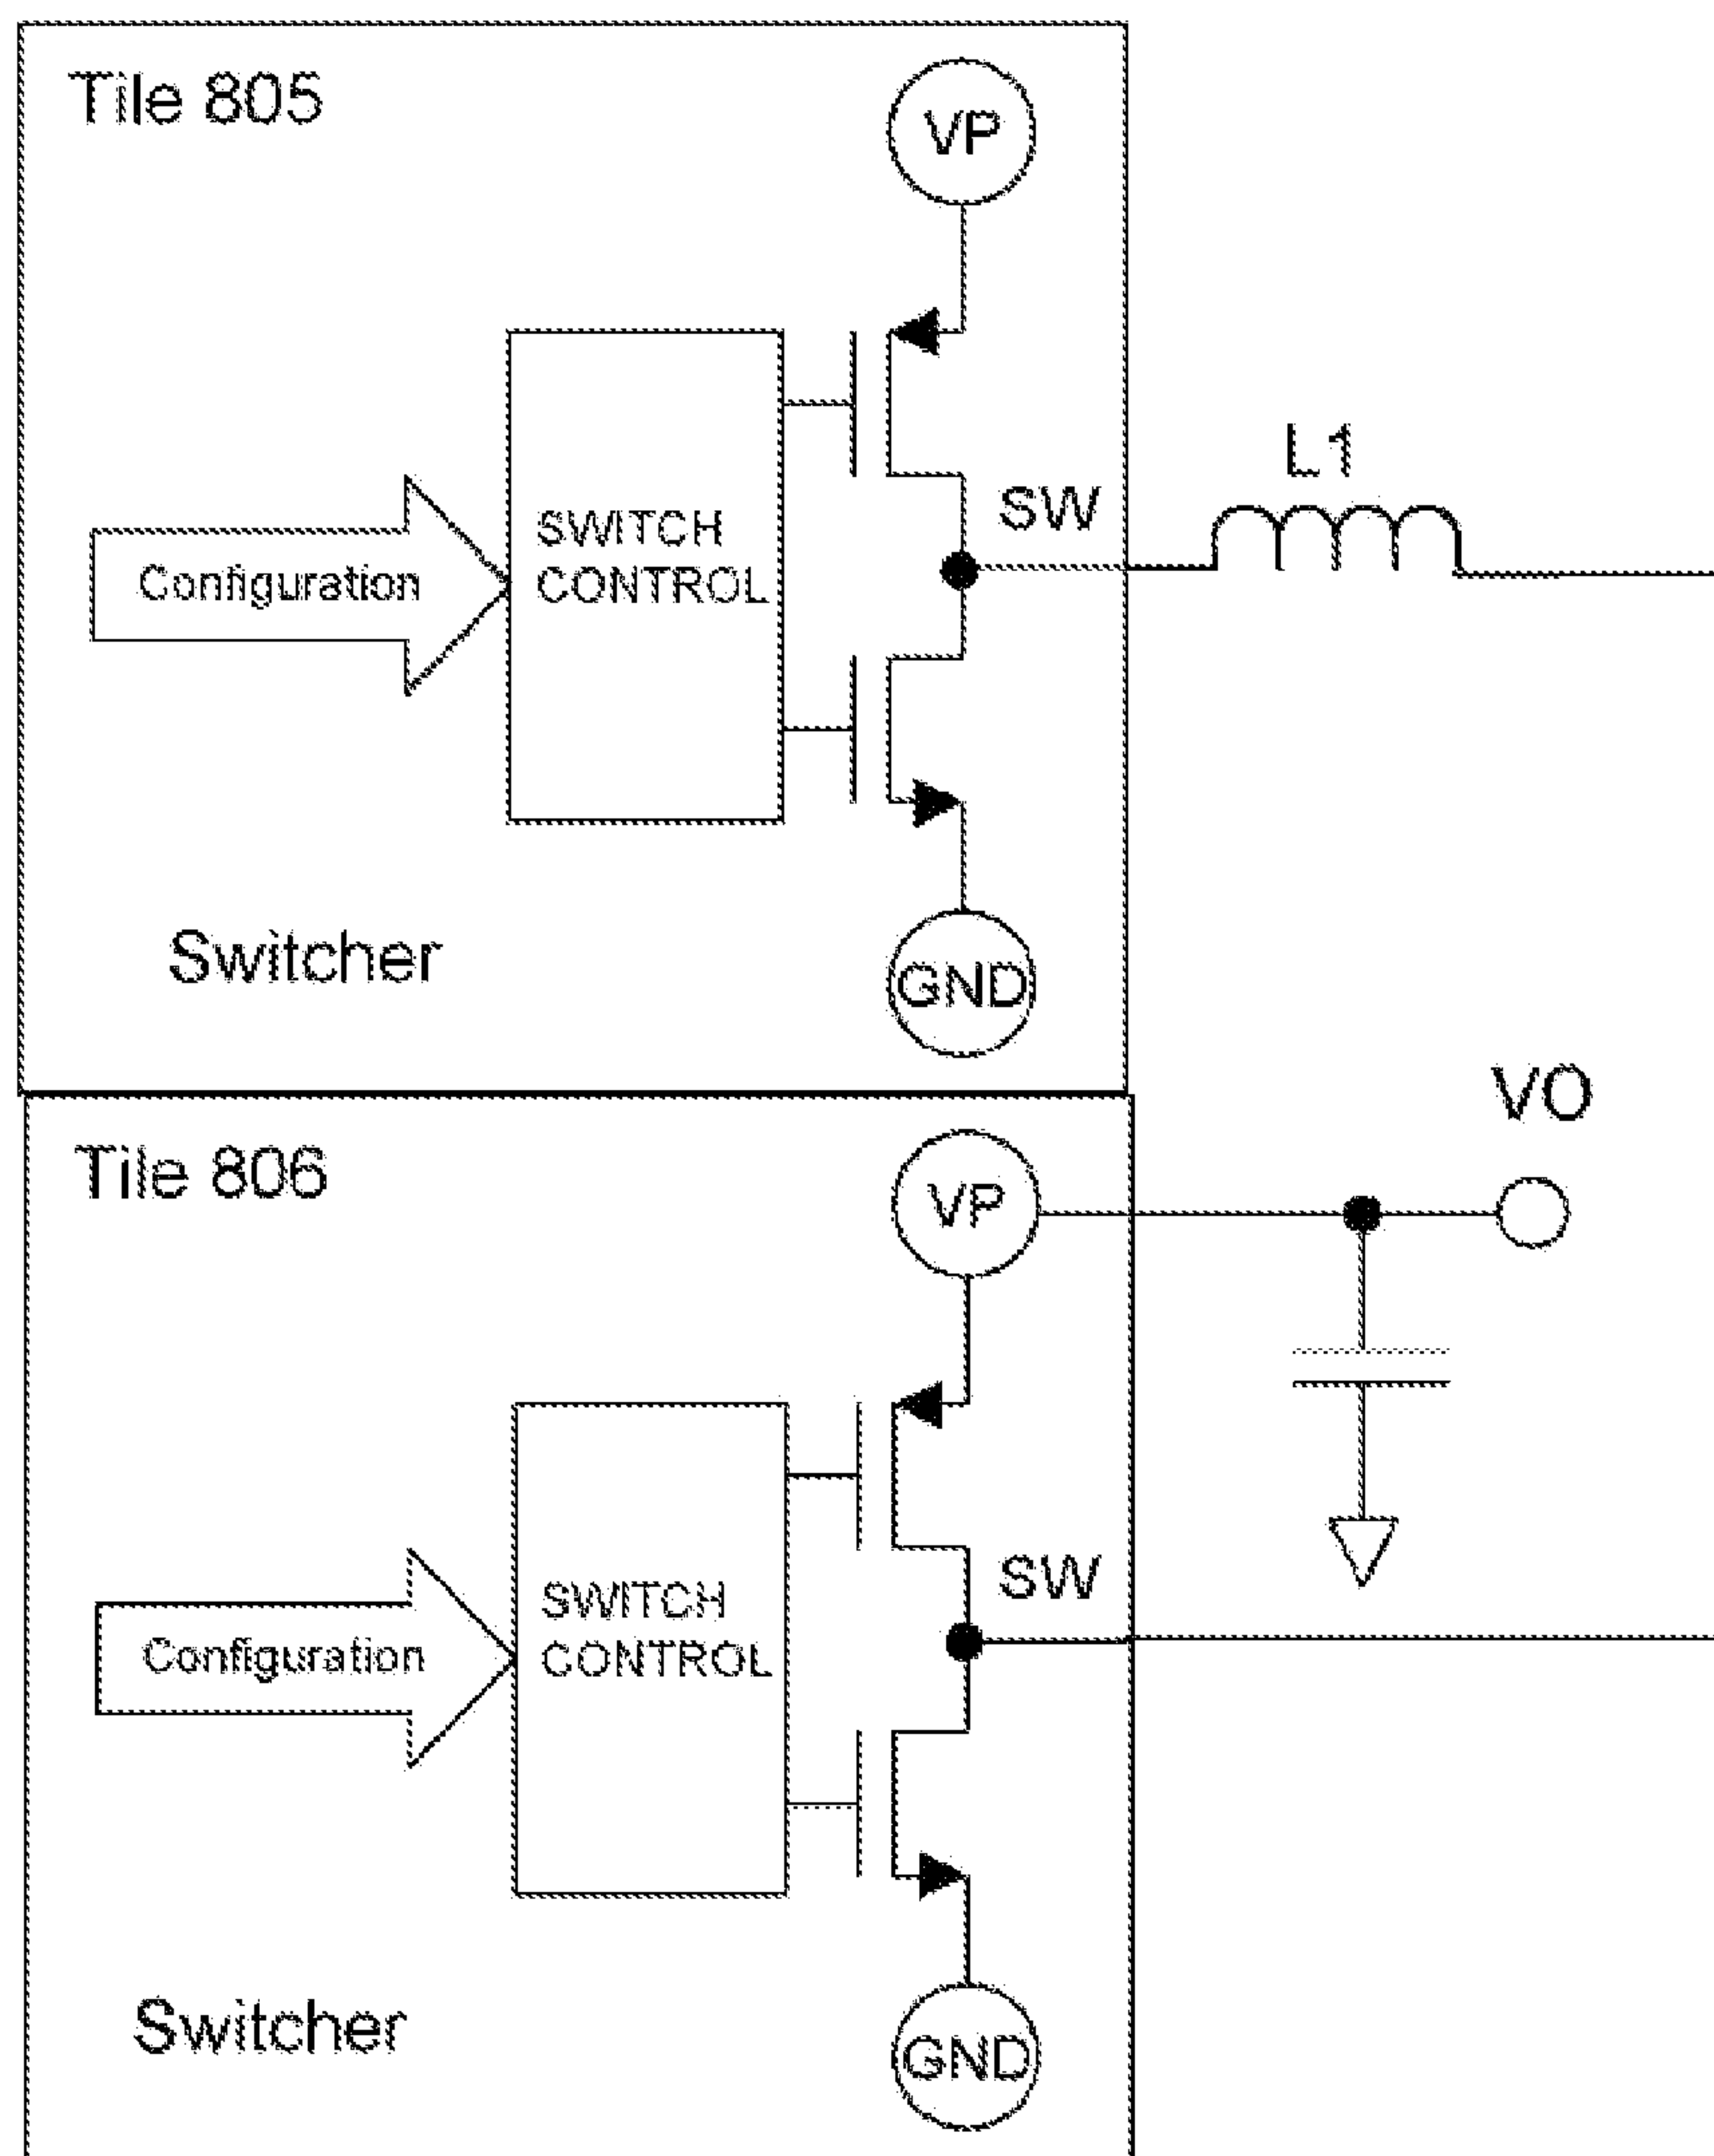 Tile 805
VP
L1
SW
SWITCH
CONTROL
Configuration
Switcher
GND
VO
Tile 806
VP
SW
SWITCH
CONTROL
Configuration
Switcher
GND